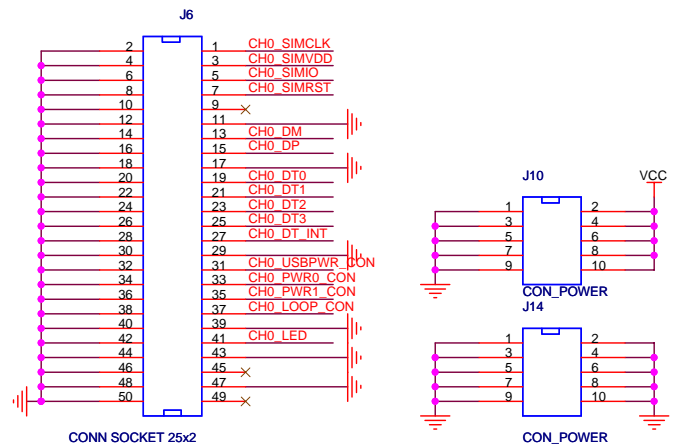 J6
2 1 CH0_SIMCLK
4 3 CH0_SIMVDD
6 5 CH0_SIMIO
8 7 CH0_SIMRST
10 9
12 11
14 13 CH0_DM
16 15 CH0_DP
18 17
20 19 CH0_DT0
22 21 CH0_DT1
24 23 CH0_DT2
26 25 CH0_DT3
28 27 CH0_DT_INT
30 29
32 31 CH0_USBPWR_CON
34 33 CH0_PWR0_CON
36 35 CH0_PWR1_CON
38 37 CH0_LOOP_CON
40 39
42 41 CH0_LED
44 43
46 45
48 47
50 49
CONN SOCKET 25x2
J10
VCC
1 2
3 4
5 6
7 8
9 10
CON_POWER
J14
1 2
3 4
5 6
7 8
9 10
CON_POWER